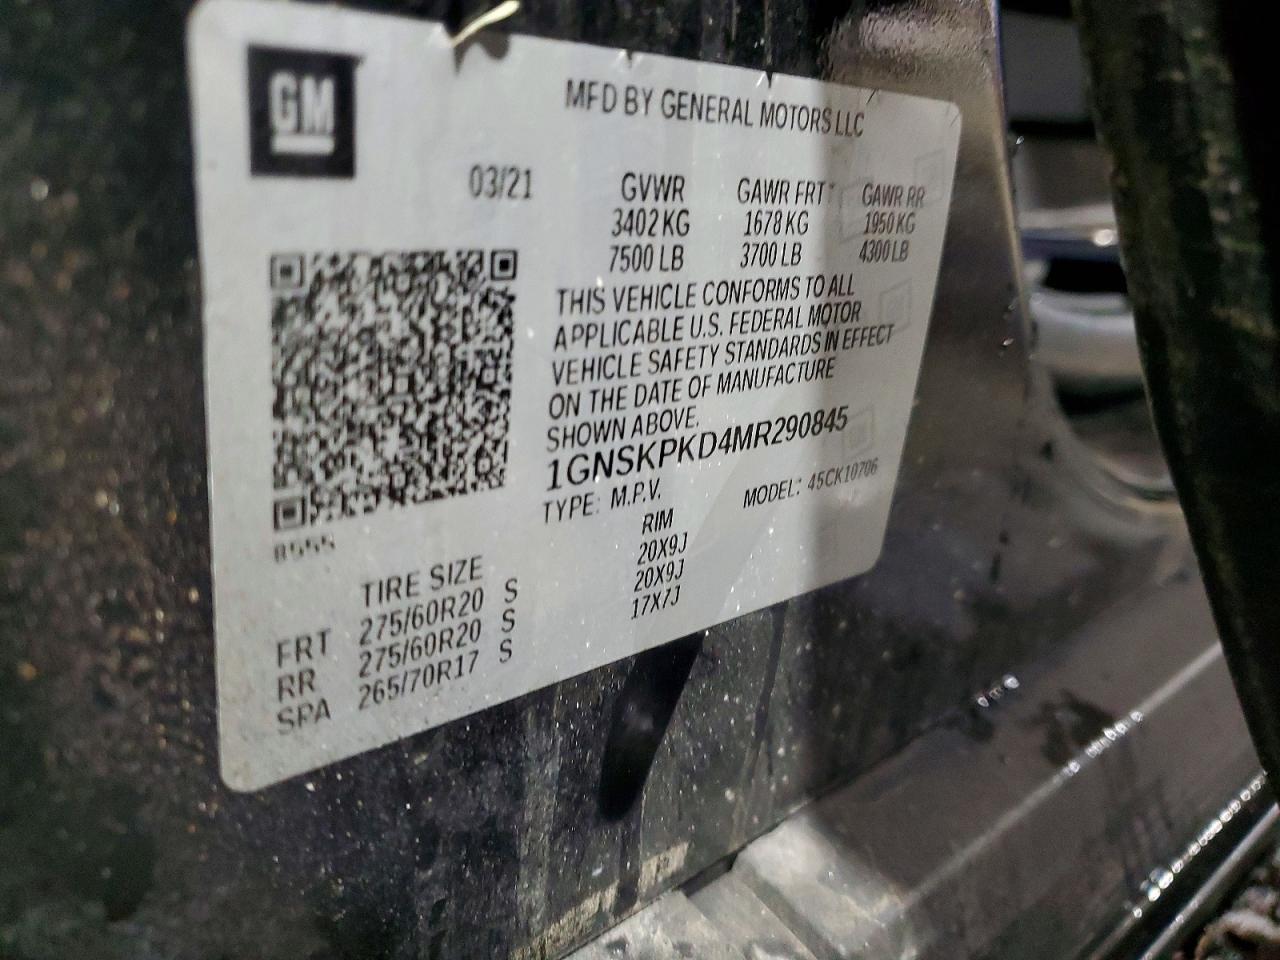 GM
MFD BY GENERAL MOTORS LLC
03/21 GVWR GAWR FRT GAWR RR
3402 KG 1678 KG 1950 KG
7500 LB 3700 LB 4300 LB
THIS VEHICLE CONFORMS TO ALL
APPLICABLE U.S. FEDERAL MOTOR
VEHICLE SAFETY STANDARDS IN EFFECT
ON THE DATE OF MANUFACTURE
SHOWN ABOVE.
1GNSKPKD4MR290845
TYPE: M.P.V. MODEL: 45CK10706
TIRE SIZE RIM
FRT 275/60R20 S 20X9J
RR 275/60R20 S 20X9J
SPA 265/70R17 S 17X7J